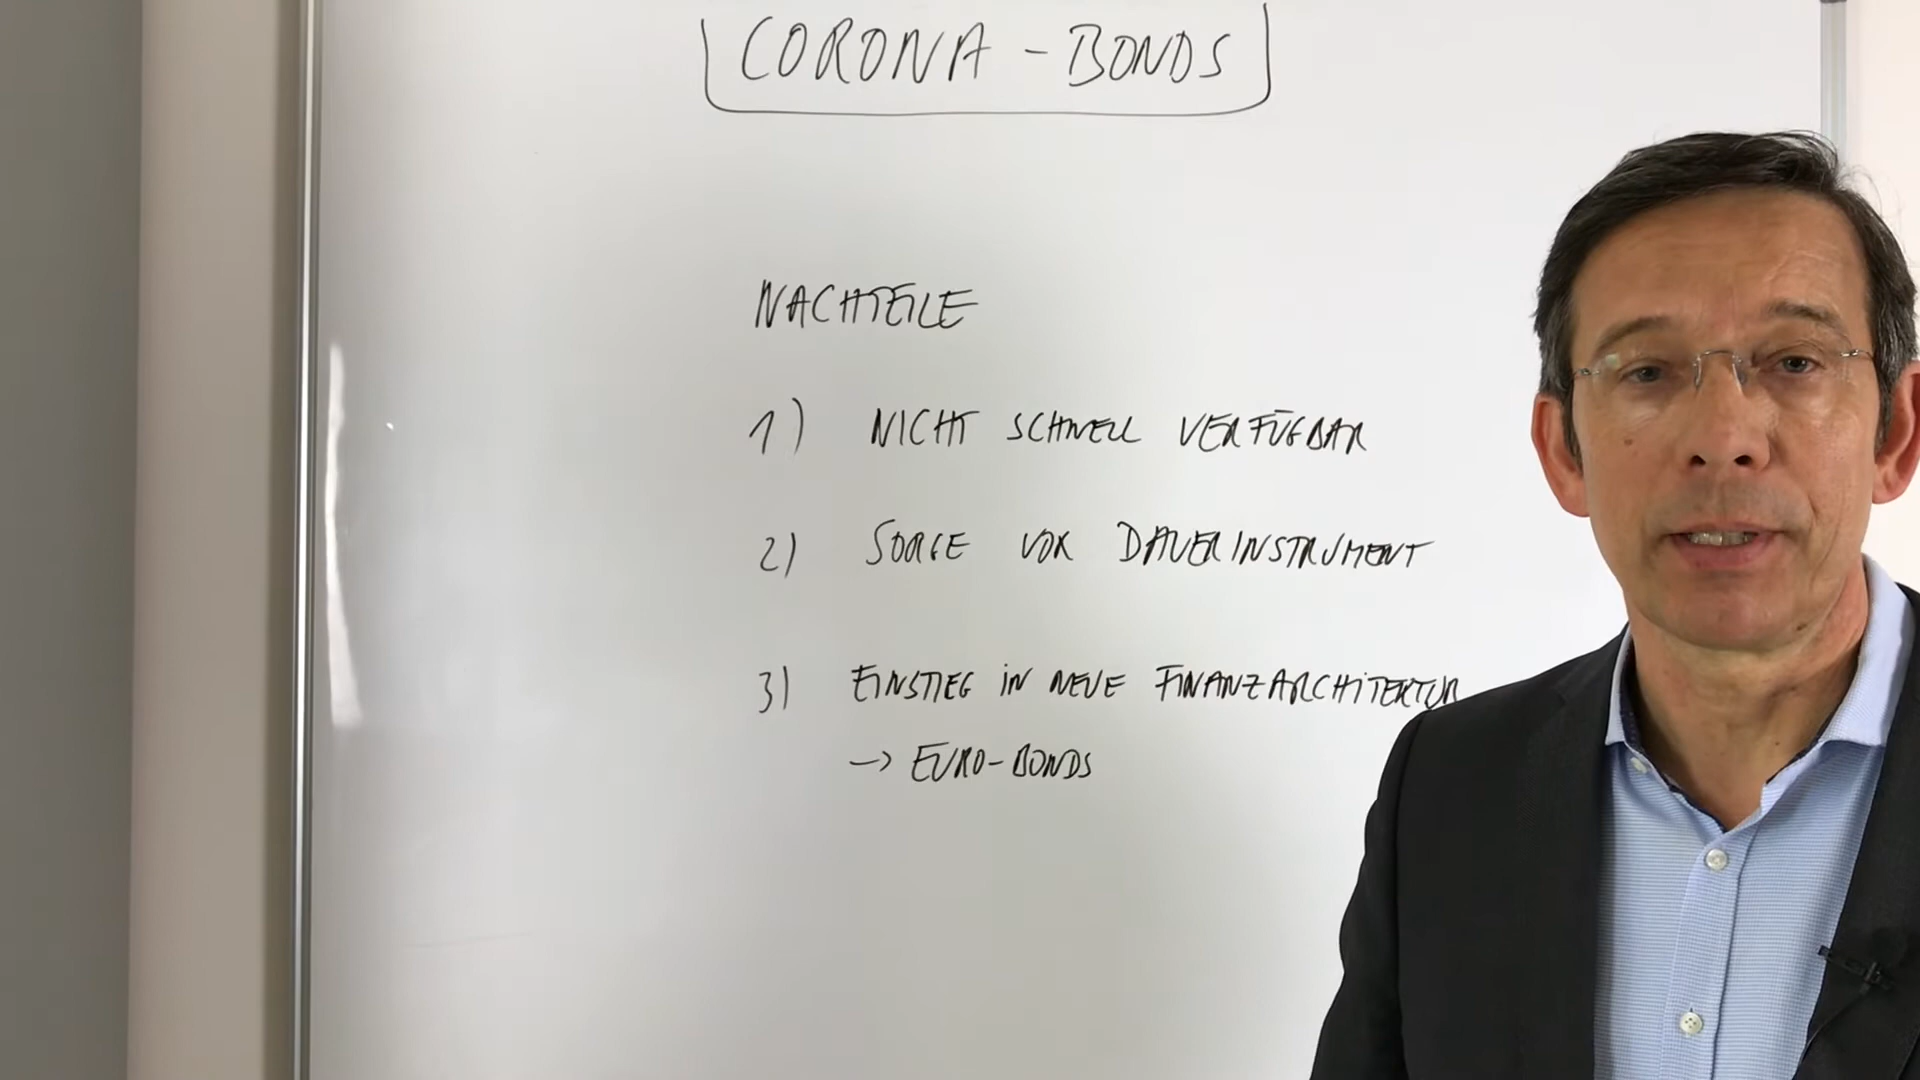 CORONA - BONDS
NACHTEILE
1) NICHT SCHNELL VERFÜGBAR
2) SORGE VOR DAUERINSTRUMENT
3) EINSTIEG IN NEUE FINANZARCHITEKTUR
→ EURO-BONDS